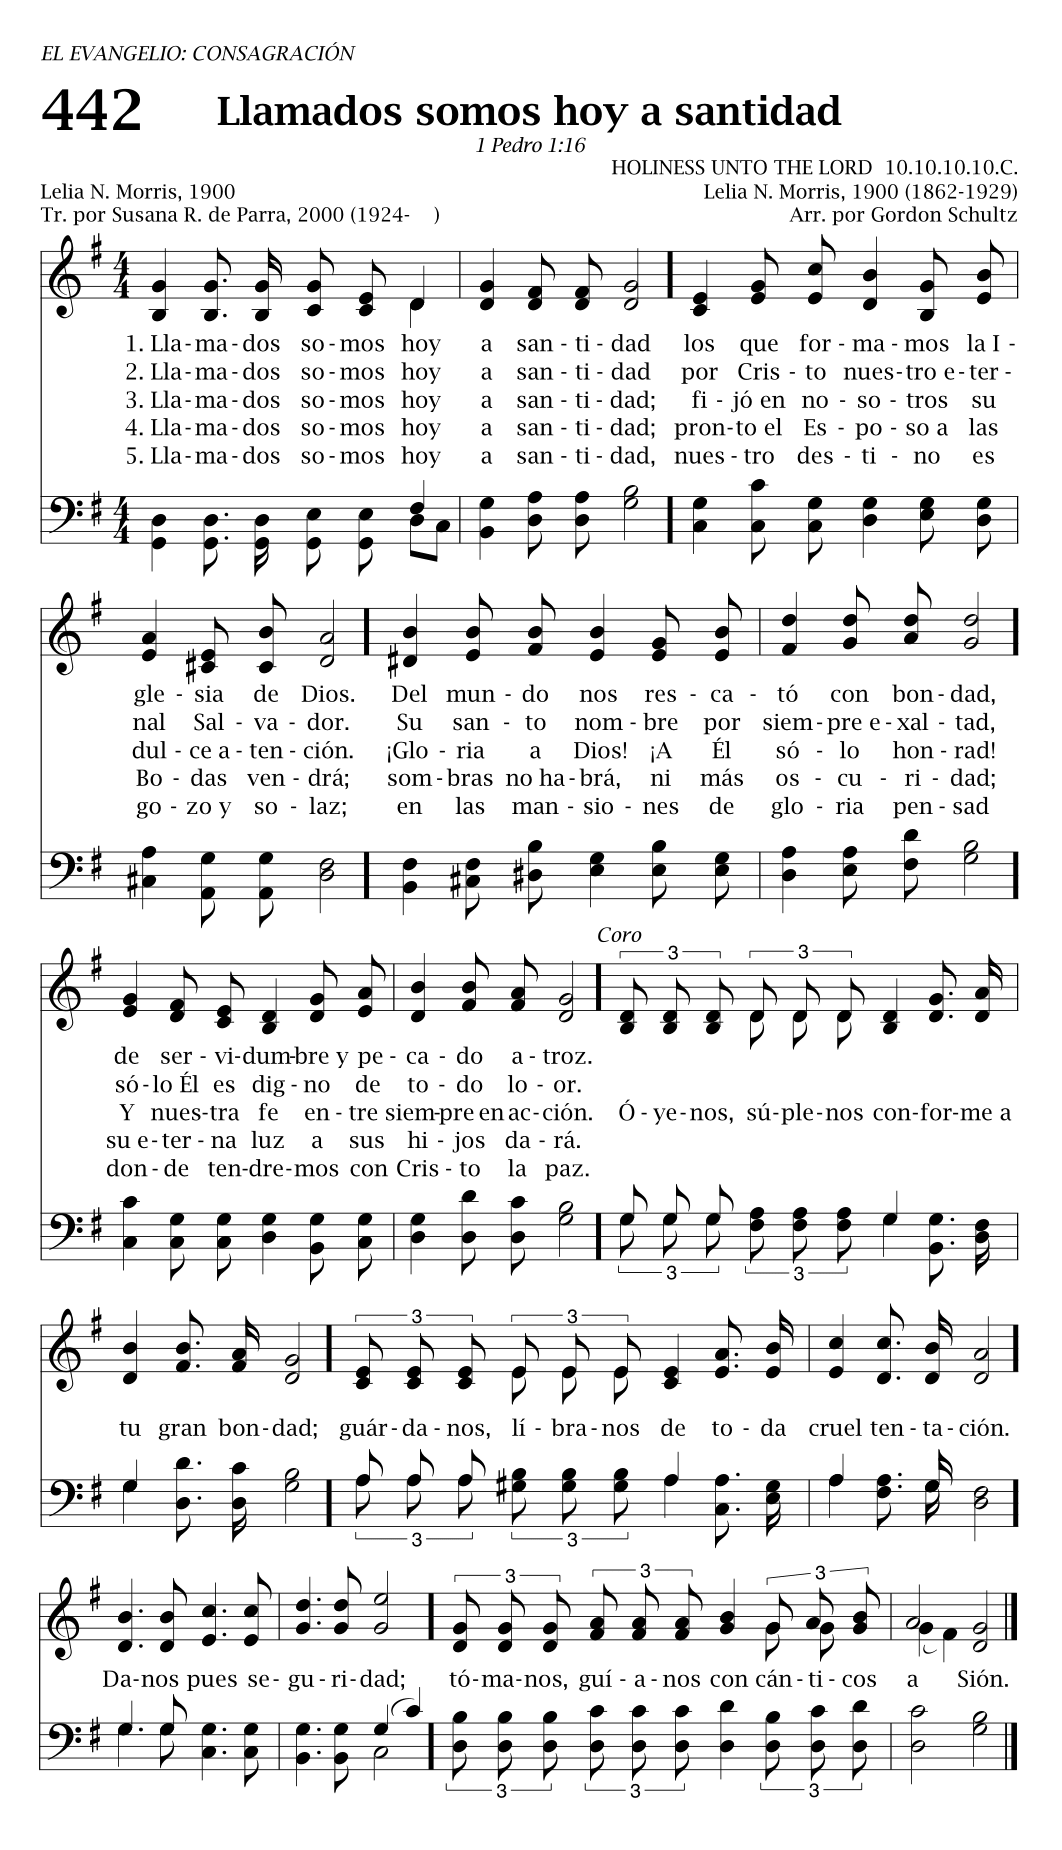 EL EVANGELIO: CONSAGRACIÓN
442 Llamados somos hoy a santidad
1 Pedro 1:16
HOLINESS UNTO THE LORD 10.10.10.10.C.
Lelia N. Morris, 1900 Lelia N. Morris, 1900 (1862-1929)
Tr. por Susana R. de Parra, 2000 (1924- ) Arr. por Gordon Schultz
1. Lla-ma-dos so-mos hoy a san-ti-dad los que for-ma-mos la I-
2. Lla-ma-dos so-mos hoy a san-ti-dad por Cris-to nues-tro e-ter-
3. Lla-ma-dos so-mos hoy a san-ti-dad; fi-jó en no-so-tros su
4. Lla-ma-dos so-mos hoy a san-ti-dad; pron-to el Es-po-so a las
5. Lla-ma-dos so-mos hoy a san-ti-dad, nues-tro des-ti-no es
gle-sia de Dios. Del mun-do nos res-ca-tó con bon-dad,
nal Sal-va-dor. Su san-to nom-bre por siem-pre e-xal-tad,
dul-ce a-ten-ción. ¡Glo-ria a Dios! ¡A Él só-lo hon-rad!
Bo-das ven-drá; som-bras no ha-brá, ni más os-cu-ri-dad;
go-zo y so-laz; en las man-sio-nes de glo-ria pen-sad
Coro
3 3
de ser-vi-dum-bre y pe-ca-do a-troz.
só-lo Él es dig-no de to-do lo-or.
Y nues-tra fe en-tre siem-pre en ac-ción. Ó-ye-nos, sú-ple-nos con-for-me a
su e-ter-na luz a sus hi-jos da-rá.
don-de ten-dre-mos con Cris-to la paz.
3 3
3 3
tu gran bon-dad; guár-da-nos, lí-bra-nos de to-da cruel ten-ta-ción.
3 3
3 3 3
Da-nos pues se-gu-ri-dad; tó-ma-nos, guí-a-nos con cán-ti-cos a Sión.
3 3 3